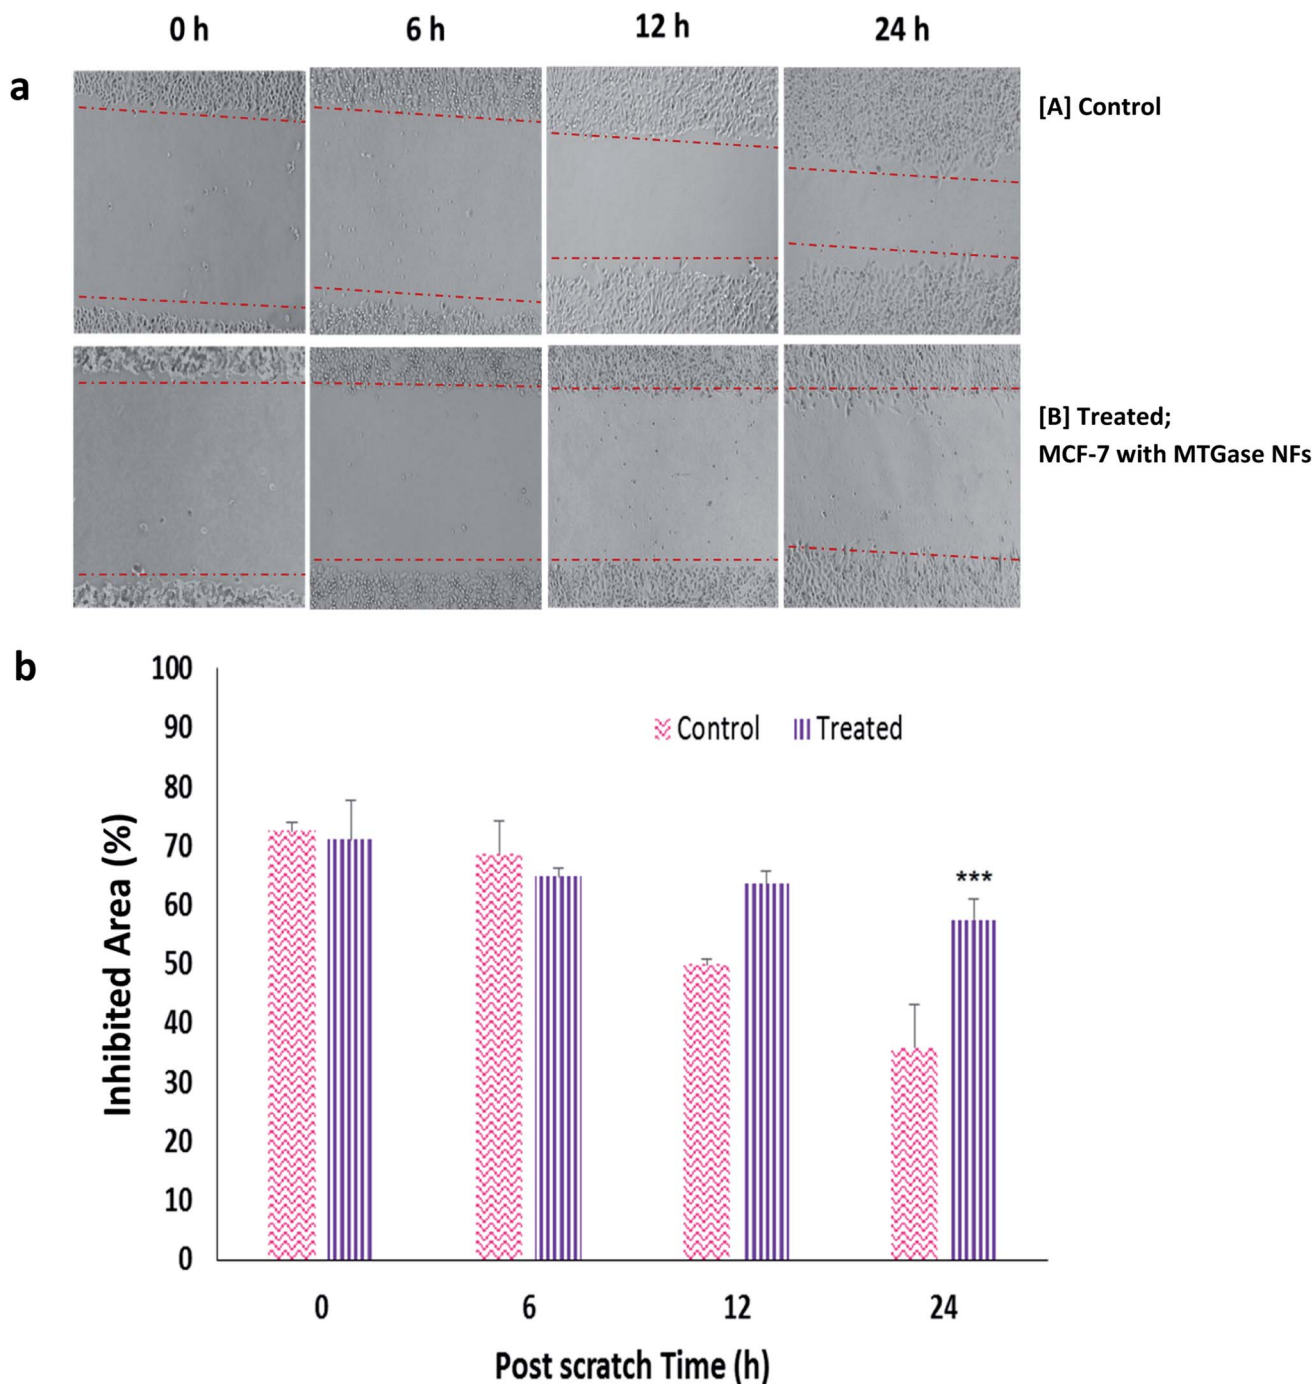 0 h 6 h 12 h 24 h
a
[A] Control
[B] Treated;
MCF-7 with MTGase NFs
b
100
90
80
70
60
50
40
30
20
10
0
Inhibited Area (%)
Control Treated
***
0 6 12 24
Post scratch Time (h)